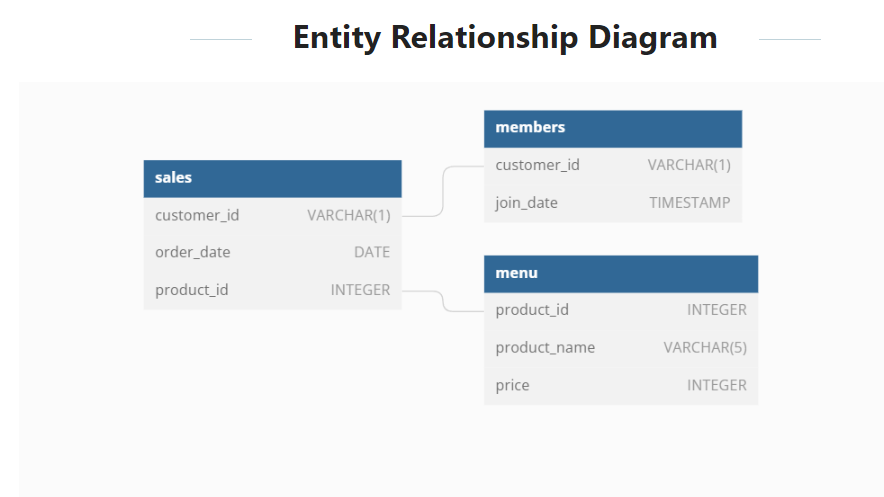 Entity Relationship Diagram
sales
customer_id VARCHAR(1)
order_date DATE
product_id INTEGER
members
customer_id VARCHAR(1)
join_date TIMESTAMP
menu
product_id INTEGER
product_name VARCHAR(5)
price INTEGER